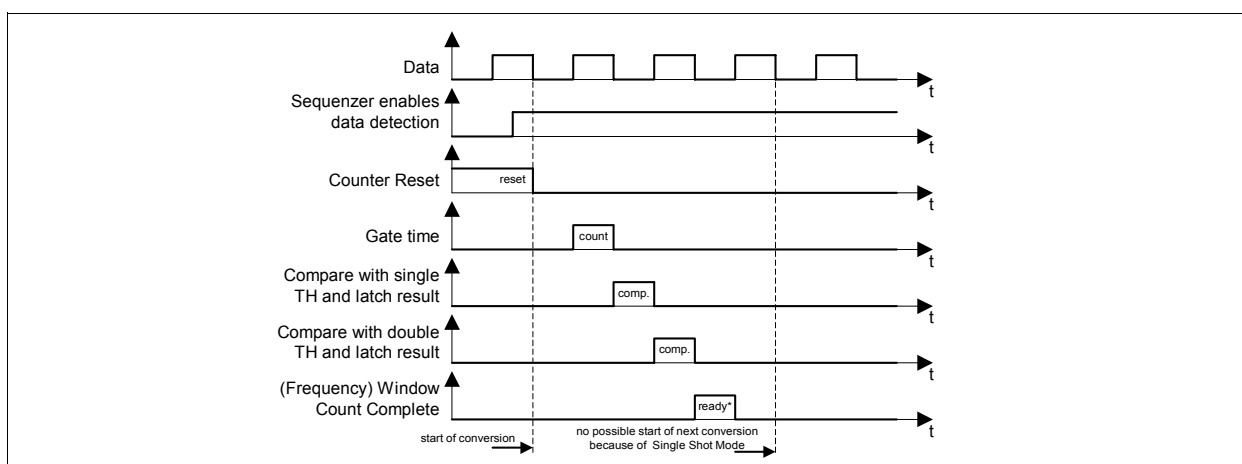 Data
t
Sequenzer enables
data detection
t
Counter Reset
reset
t
Gate time
count
t
Compare with single
TH and latch result
comp.
t
Compare with double
TH and latch result
comp.
t
(Frequency) Window
Count Complete
ready*
t
start of conversion
no possible start of next conversion
because of Single Shot Mode